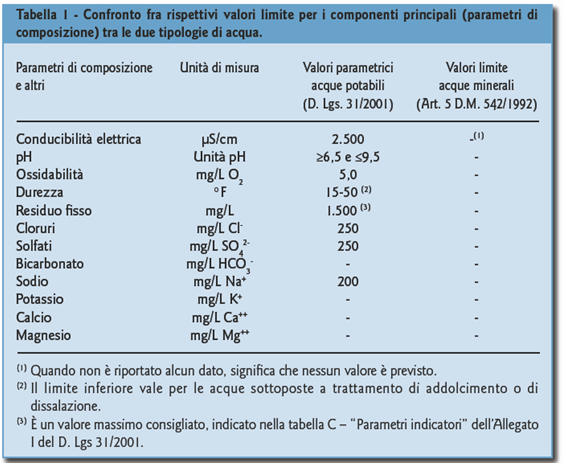 Tabella 1 - Confronto fra rispettivi valori limite per i componenti principali (parametri di
composizione) tra le due tipologie di acqua.
Parametri di composizione Unità di misura Valori parametrici Valori limite
e altri acque potabili acque minerali
(D. Lgs. 31/2001) (Art. 5 D.M. 542/1992)
Conducibilità elettrica µS/cm 2.500 -(1)
pH Unità pH ≥6,5 e ≤9,5 -
Ossidabilità mg/L O2 5,0 -
Durezza °F 15-50 (2) -
Residuo fisso mg/L 1.500 (3) -
Cloruri mg/L Cl- 250 -
Solfati mg/L SO4 2- 250 -
Bicarbonato mg/L HCO3- - -
Sodio mg/L Na+ 200 -
Potassio mg/L K+ - -
Calcio mg/L Ca++ - -
Magnesio mg/L Mg++ - -
(1) Quando non è riportato alcun dato, significa che nessun valore è previsto.
(2) Il limite inferiore vale per le acque sottoposte a trattamento di addolcimento o di
dissalazione.
(3) È un valore massimo consigliato, indicato nella tabella C – “Parametri indicatori” dell’Allegato
I del D. Lgs 31/2001.